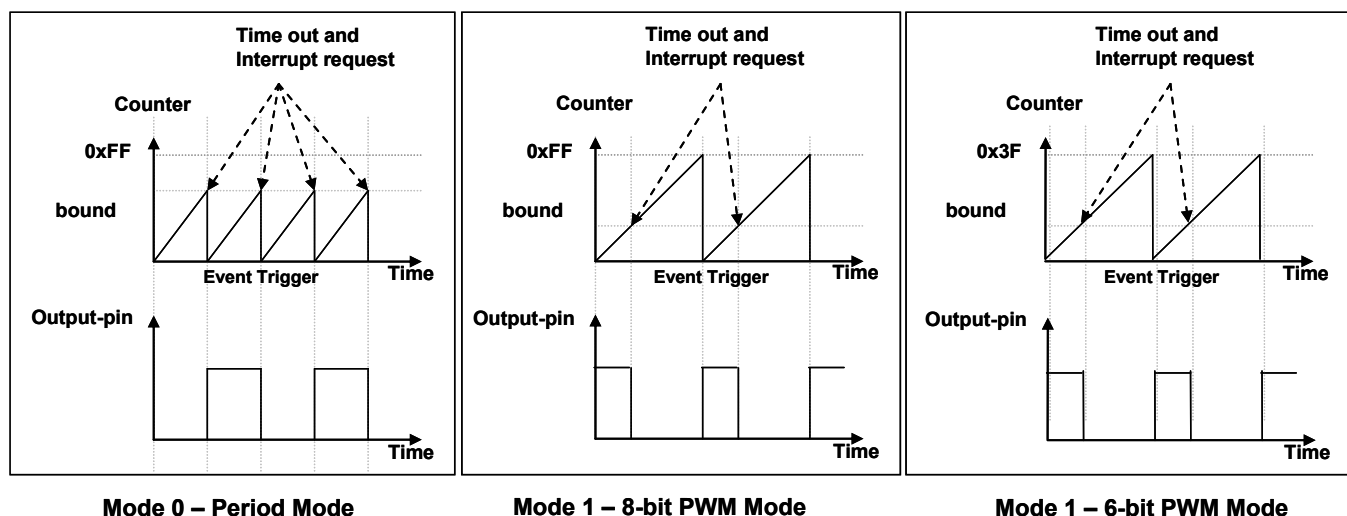 Time out and
Interrupt request
Counter
0xFF
bound
Event Trigger
Time
Output-pin
Time
Mode 0 – Period Mode
Time out and
Interrupt request
Counter
0xFF
bound
Event Trigger
Time
Output-pin
Time
Mode 1 – 8-bit PWM Mode
Time out and
Interrupt request
Counter
0x3F
bound
Event Trigger
Time
Output-pin
Time
Mode 1 – 6-bit PWM Mode